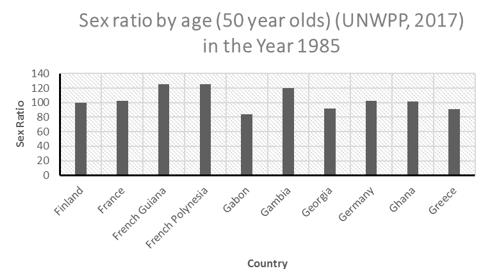 Sex ratio by age (50 year olds) (UNWPP, 2017)
in the Year 1985
140
120
100
80
60
40
20
0
Sex Ratio
Finland
France
French Guiana
French Polynesia
Gabon
Gambia
Georgia
Germany
Ghana
Greece
Country